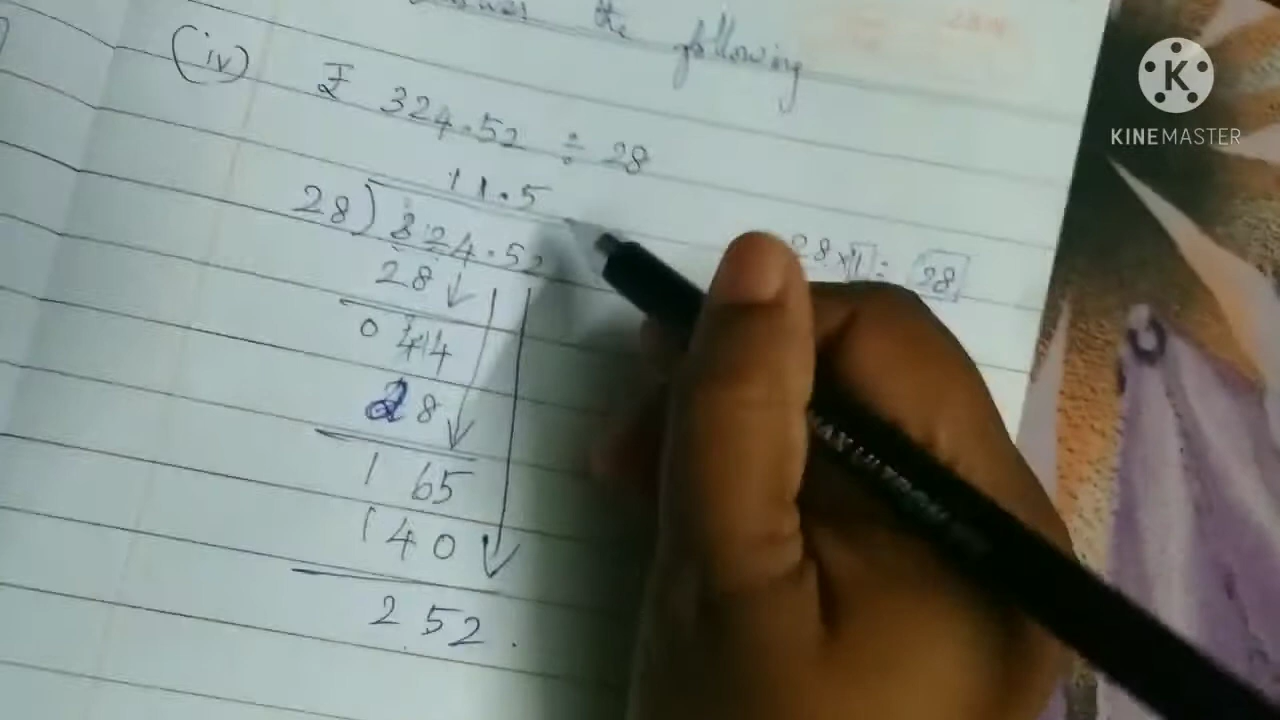 the following
(iv) ₹ 324.52 ÷ 28
11.5
28)324.52
28
044
28
165
140
252.
28×1= 28
K
KINEMASTER